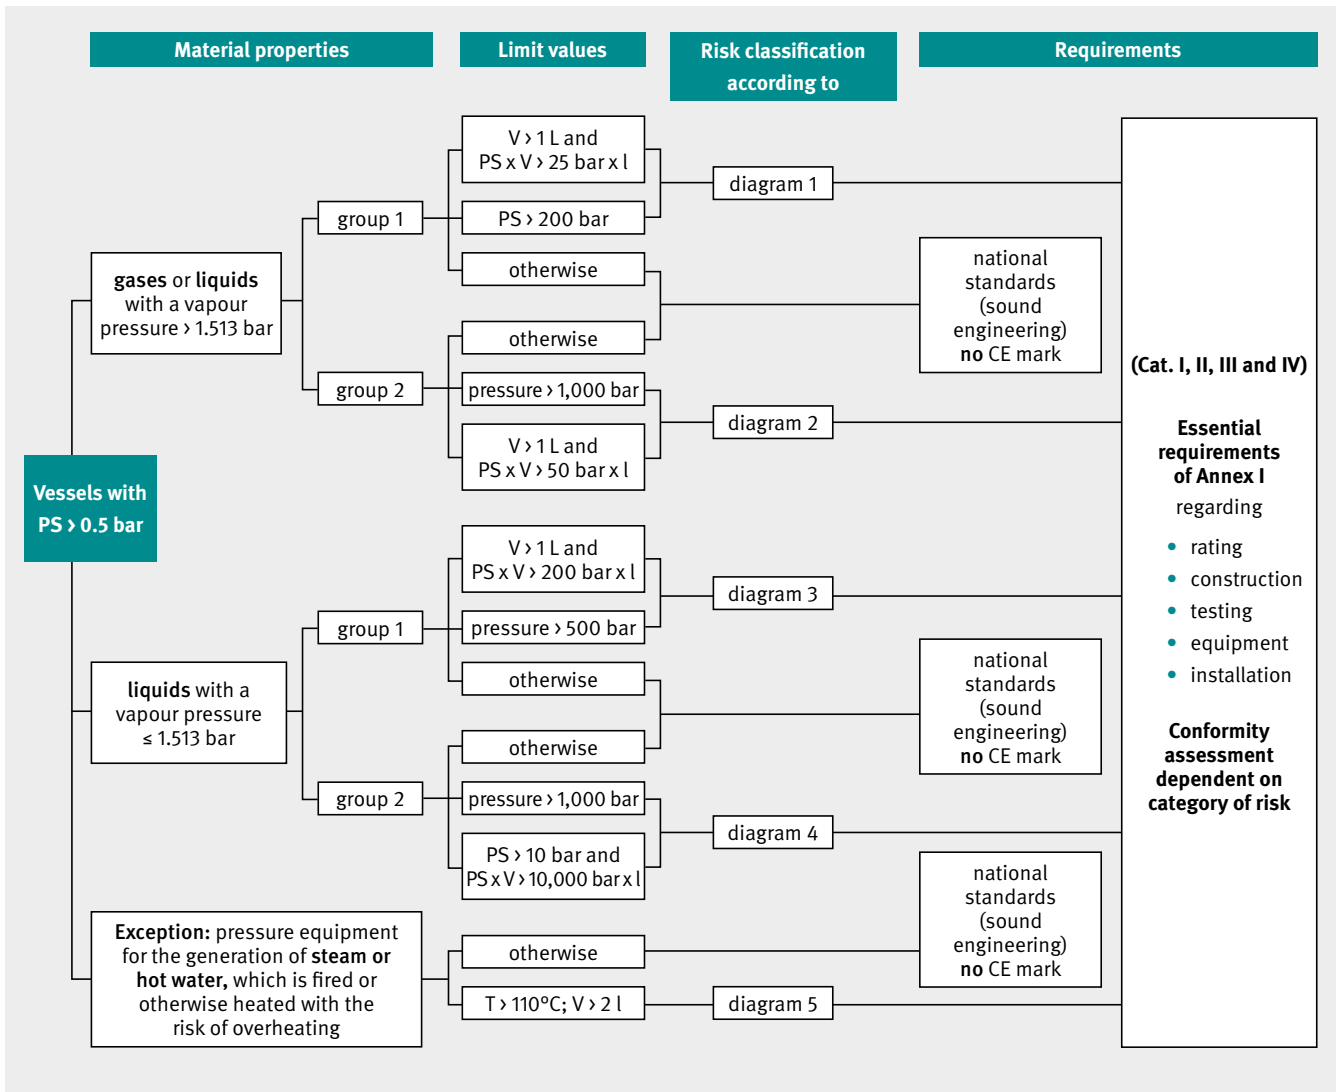 Material properties
Limit values
Risk classification
according to
Requirements
V › 1 L and
PS x V › 25 bar x l
diagram 1
group 1
PS › 200 bar
gases or liquids
with a vapour
pressure › 1.513 bar
otherwise
national
standards
(sound
engineering)
no CE mark
otherwise
group 2
pressure › 1,000 bar
diagram 2
V › 1 L and
PS x V › 50 bar x l
Vessels with
PS › 0.5 bar
V › 1 L and
PS x V › 200 bar x l
diagram 3
group 1
pressure › 500 bar
liquids with a
vapour pressure
≤ 1.513 bar
otherwise
national
standards
(sound
engineering)
no CE mark
otherwise
group 2
pressure › 1,000 bar
diagram 4
PS › 10 bar and
PS x V › 10,000 bar x l
Exception: pressure equipment
for the generation of steam or
hot water, which is fired or
otherwise heated with the
risk of overheating
otherwise
national
standards
(sound
engineering)
no CE mark
T › 110°C; V › 2 l
diagram 5
(Cat. I, II, III and IV)
Essential
requirements
of Annex I
regarding
• rating
• construction
• testing
• equipment
• installation
Conformity
assessment
dependent on
category of risk